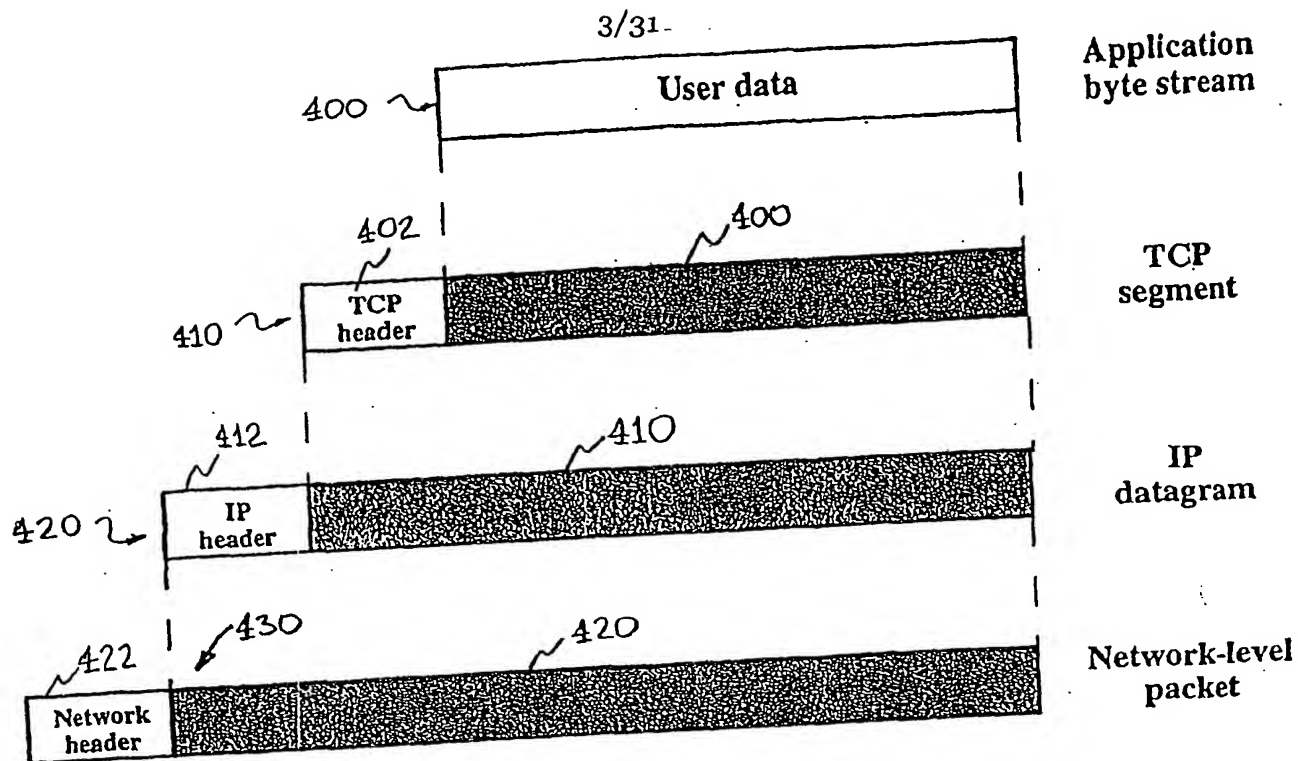 3/31-
400
User data
Application
byte stream
402
400
410
TCP
header
TCP
segment
412
410
420
IP
header
IP
datagram
422
430
420
Network
header
Network-level
packet